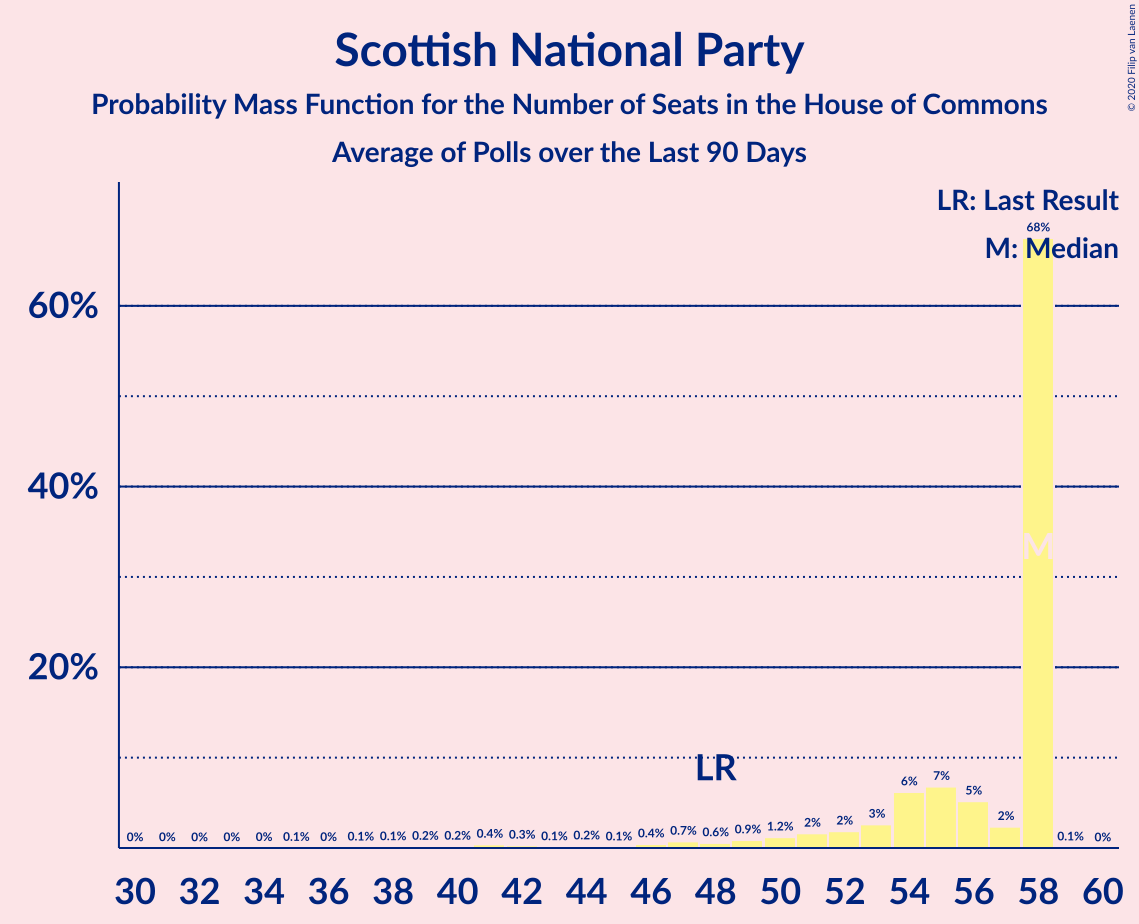 Scottish National Party
Probability Mass Function for the Number of Seats in the House of Commons
Average of Polls over the Last 90 Days
© 2020 Filip van Laenen
LR: Last Result
68%
M: Median
60%
40%
M
20%
LR
0% 0% 0% 0% 0% 0.1% 0% 0.1% 0.1% 0.2% 0.2% 0.4% 0.3% 0.1% 0.2% 0.1% 0.4% 0.7% 0.6% 0.9% 1.2% 2% 2% 3% 6% 7% 5% 2% 0.1% 0%
30 32 34 36 38 40 42 44 46 48 50 52 54 56 58 60